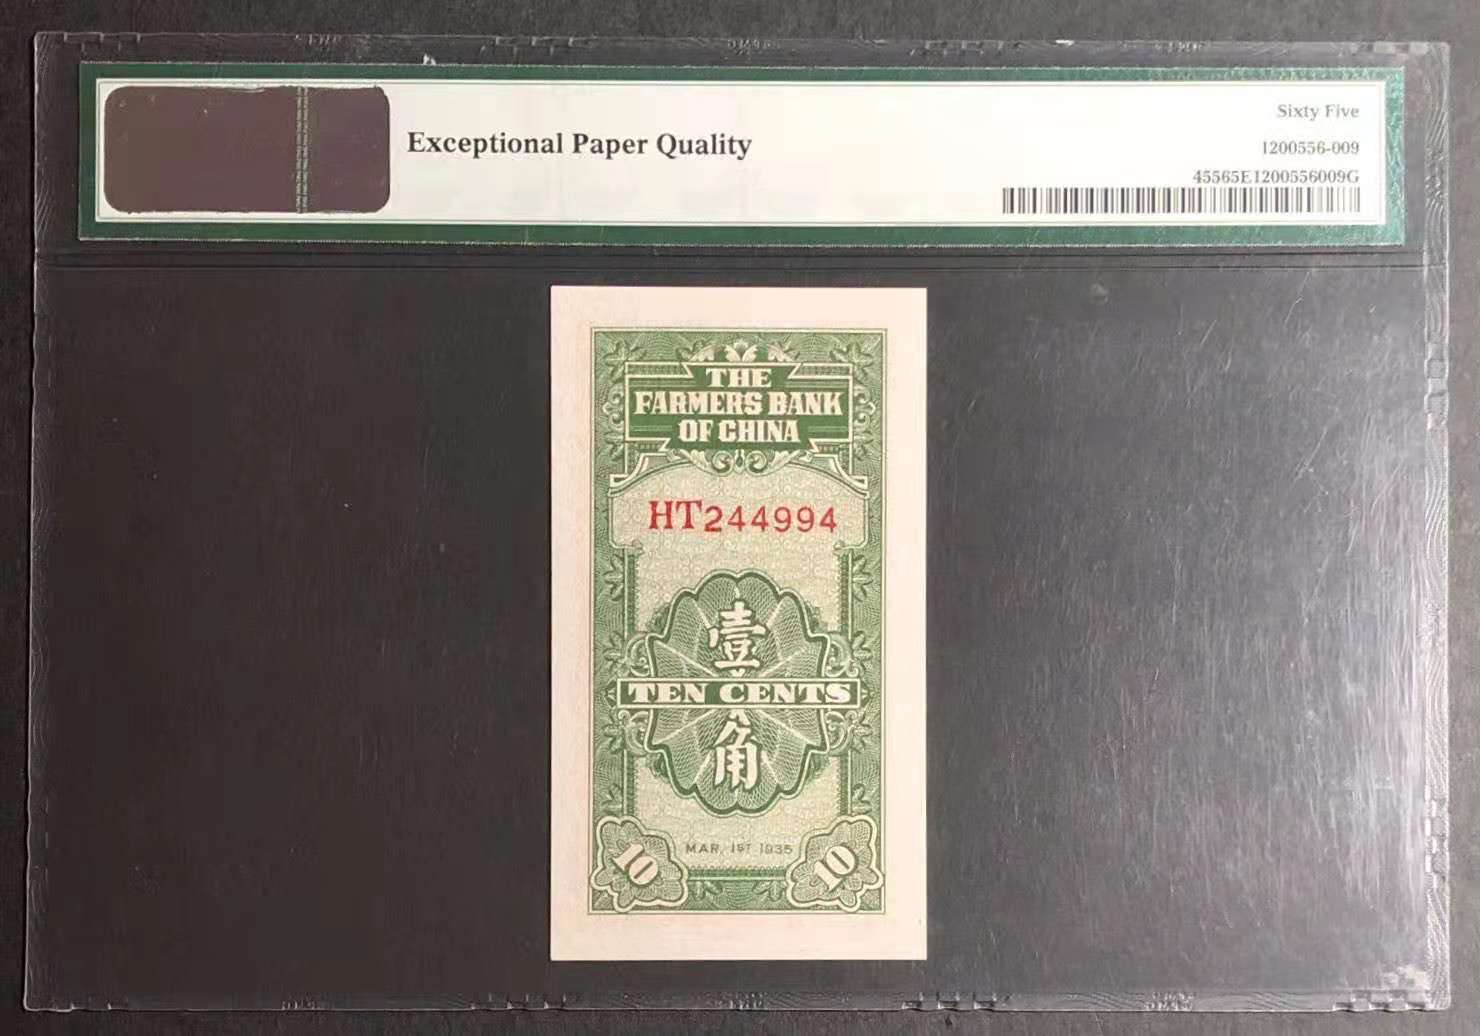 Exceptional Paper Quality
Sixty Five
1200556-009
45565E1200556009G
THE
FARMERS BANK
OF CHINA
HT244994
壹
TEN CENTS
角
MAR. 1ST 1935
10 10